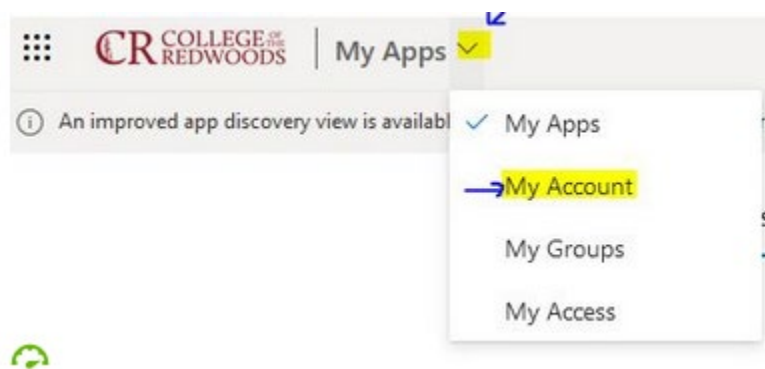 CR COLLEGE OF THE REDWOODS My Apps
An improved app discovery view is availabl
My Apps
My Account
My Groups
My Access